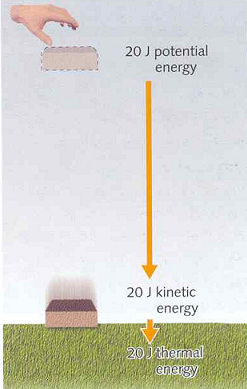 20 J potential
energy
20 J kinetic
energy
20 J thermal
energy